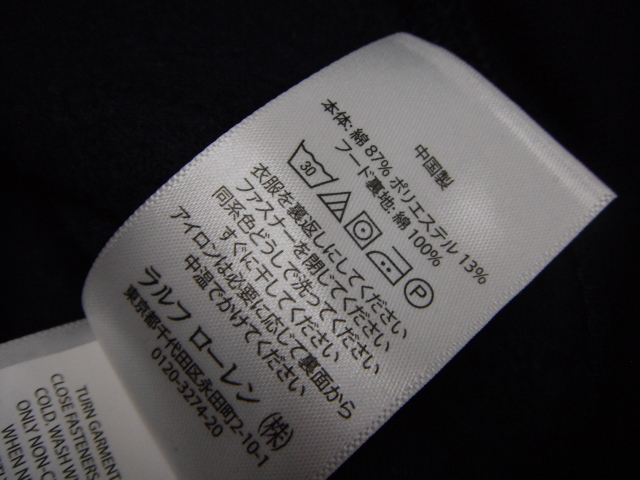 中国製
本体: 綿 87% ポリエステル 13%
フード裏地: 綿 100%
30 P
衣服を裏返しにしてください
ファスナーを閉じてください
同系色どうしで洗ってください
すぐに干してください
アイロンは必要に応じて裏面から
中温でかけてください
ラルフ ローレン (株)
東京都千代田区永田町2-10-1
0120-3274-20
TURN GARMENT
CLOSE FASTENERS
COLD. WASH W
ONLY NON-C
WHEN N